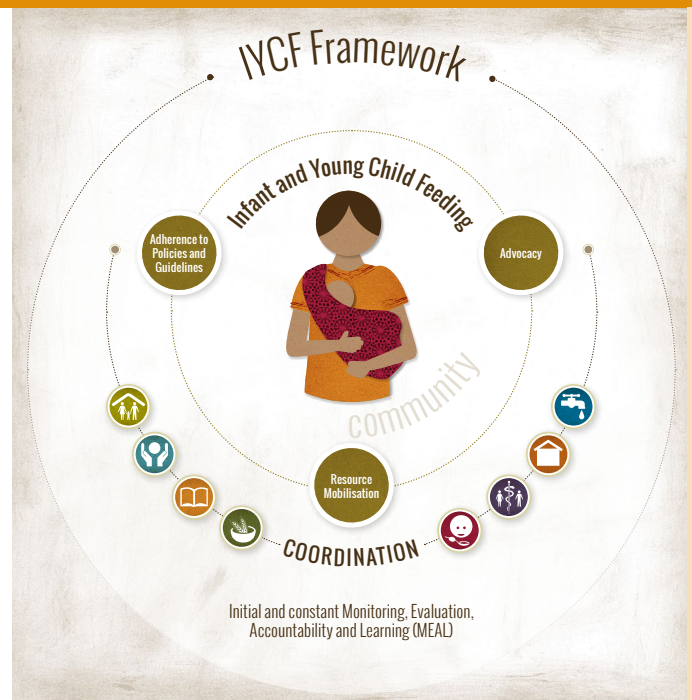 IYCF Framework
Infant and Young Child Feeding
Adherence to
Policies and
Guidelines
Advocacy
community
Resource
Mobilisation
COORDINATION
Initial and constant Monitoring, Evaluation,
Accountability and Learning (MEAL)